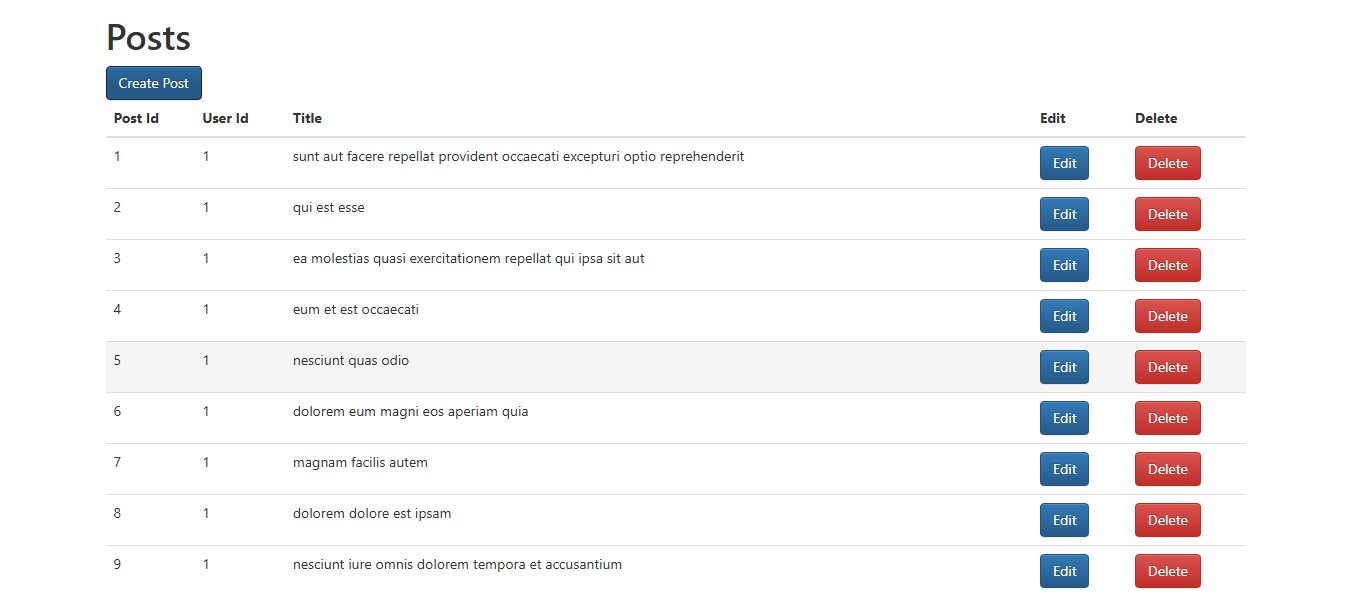 Posts
Create Post
Post Id User Id Title Edit Delete
1 1 sunt aut facere repellat provident occaecati excepturi optio reprehenderit Edit Delete
2 1 qui est esse Edit Delete
3 1 ea molestias quasi exercitationem repellat qui ipsa sit aut Edit Delete
4 1 eum et est occaecati Edit Delete
5 1 nesciunt quas odio Edit Delete
6 1 dolorem eum magni eos aperiam quia Edit Delete
7 1 magnam facilis autem Edit Delete
8 1 dolorem dolore est ipsam Edit Delete
9 1 nesciunt iure omnis dolorem tempora et accusantium Edit Delete